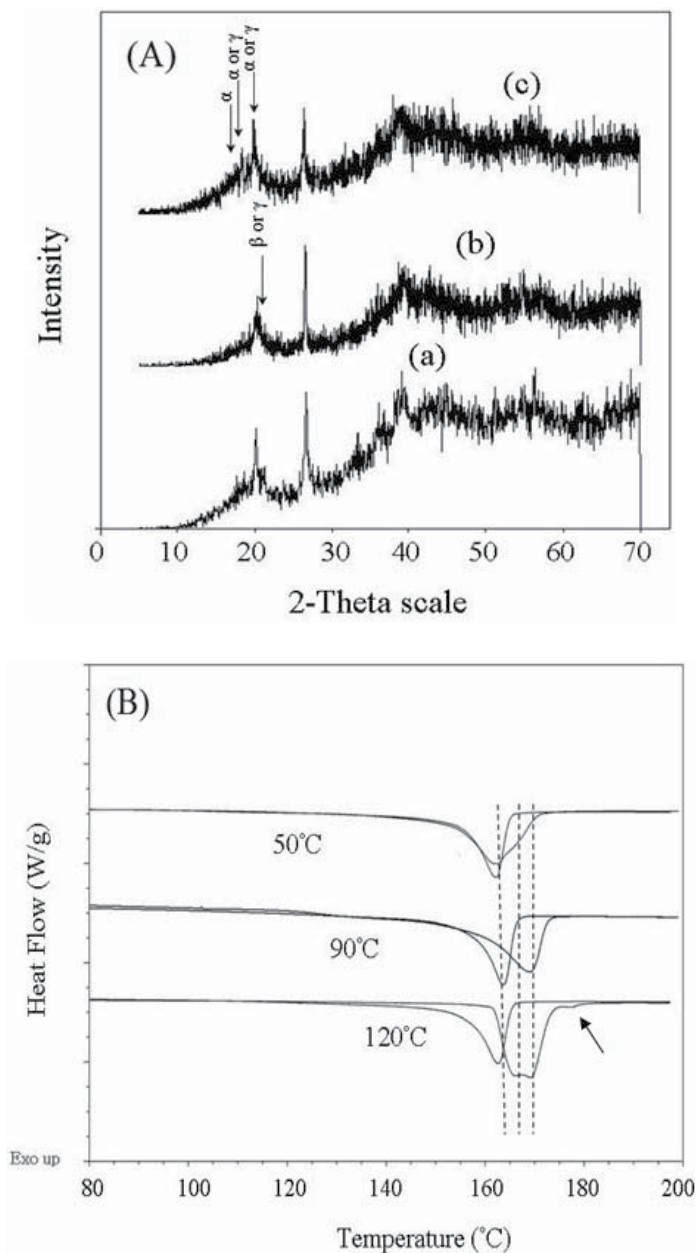 (A)
α
α or γ
α or γ
(c)
β or γ
(b)
(a)
Intensity
0 10 20 30 40 50 60 70
2-Theta scale
(B)
50°C
90°C
120°C
Heat Flow (W/g)
Exo up
80 100 120 140 160 180 200
Temperature (°C)